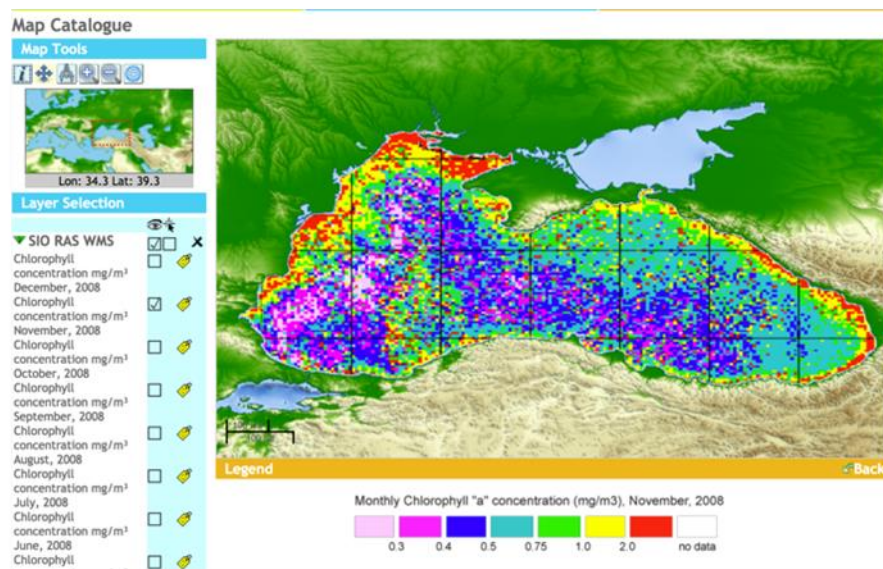 Map Catalogue
Map Tools
Lon: 34.3 Lat: 39.3
Layer Selection
SIO RAS WMS
Chlorophyll
concentration mg/m³
December, 2008
Chlorophyll
concentration mg/m³
November, 2008
Chlorophyll
concentration mg/m³
October, 2008
Chlorophyll
concentration mg/m³
September, 2008
Chlorophyll
concentration mg/m³
August, 2008
Chlorophyll
concentration mg/m³
July, 2008
Chlorophyll
concentration mg/m³
June, 2008
Chlorophyll
Legend
Back
Monthly Chlorophyll "a" concentration (mg/m3), November, 2008
0.3 0.4 0.5 0.75 1.0 2.0 no data